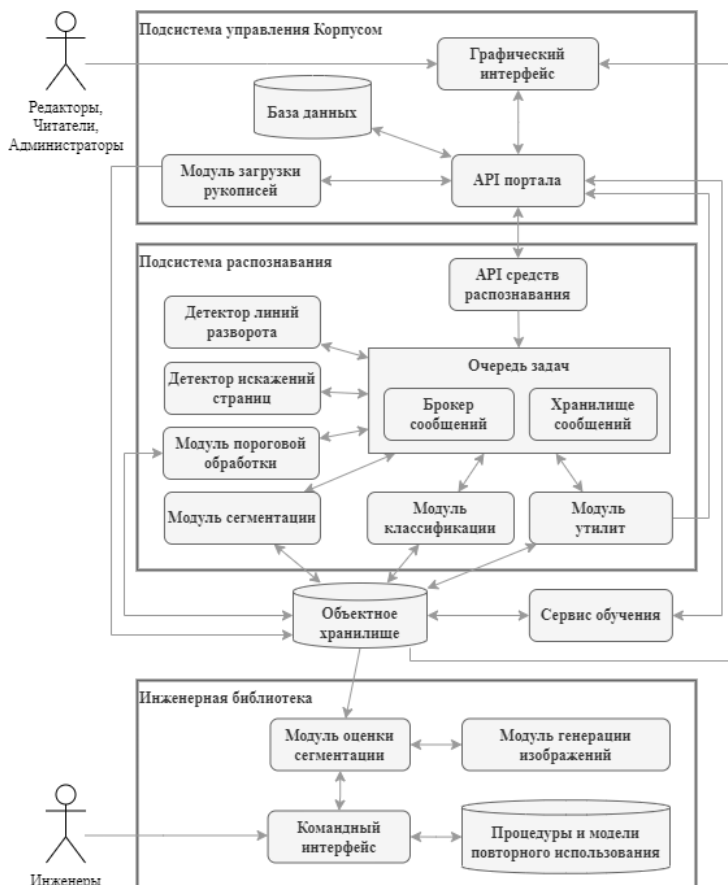 Подсистема управления Корпусом
Графический
интерфейс
Редакторы,
Читатели,
Администраторы
База данных
Модуль загрузки
рукописей
API портала
Подсистема распознавания
API средств
распознавания
Детектор линий
разворота
Очередь задач
Детектор искажений
страниц
Брокер
сообщений
Хранилище
сообщений
Модуль пороговой
обработки
Модуль сегментации
Модуль
классификации
Модуль
утилит
Объектное
хранилище
Сервис обучения
Инженерная библиотека
Модуль оценки
сегментации
Модуль генерации
изображений
Командный
интерфейс
Процедуры и модели
повторного использования
Инженеры